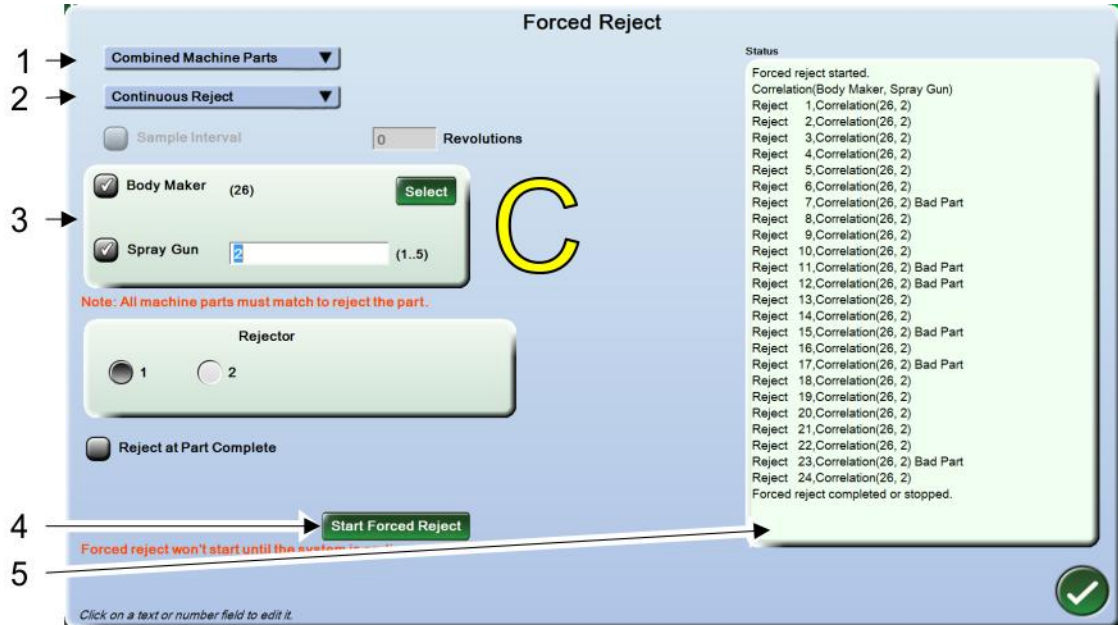 Forced Reject
1
Combined Machine Parts
2
Continuous Reject
Sample Interval
0
Revolutions
3
Body Maker
(26)
Select
Spray Gun
2
(1..5)
C
Note: All machine parts must match to reject the part.
Rejector
1
2
Reject at Part Complete
4
Start Forced Reject
Forced reject won't start until the system is
5
Click on a text or number field to edit it.
Status
Forced reject started.
Correlation(Body Maker, Spray Gun)
Reject 1,Correlation(26, 2)
Reject 2,Correlation(26, 2)
Reject 3,Correlation(26, 2)
Reject 4,Correlation(26, 2)
Reject 5,Correlation(26, 2)
Reject 6,Correlation(26, 2)
Reject 7,Correlation(26, 2) Bad Part
Reject 8,Correlation(26, 2)
Reject 9,Correlation(26, 2)
Reject 10,Correlation(26, 2)
Reject 11,Correlation(26, 2) Bad Part
Reject 12,Correlation(26, 2) Bad Part
Reject 13,Correlation(26, 2)
Reject 14,Correlation(26, 2)
Reject 15,Correlation(26, 2) Bad Part
Reject 16,Correlation(26, 2)
Reject 17,Correlation(26, 2) Bad Part
Reject 18,Correlation(26, 2)
Reject 19,Correlation(26, 2)
Reject 20,Correlation(26, 2)
Reject 21,Correlation(26, 2)
Reject 22,Correlation(26, 2)
Reject 23,Correlation(26, 2) Bad Part
Reject 24,Correlation(26, 2)
Forced reject completed or stopped.